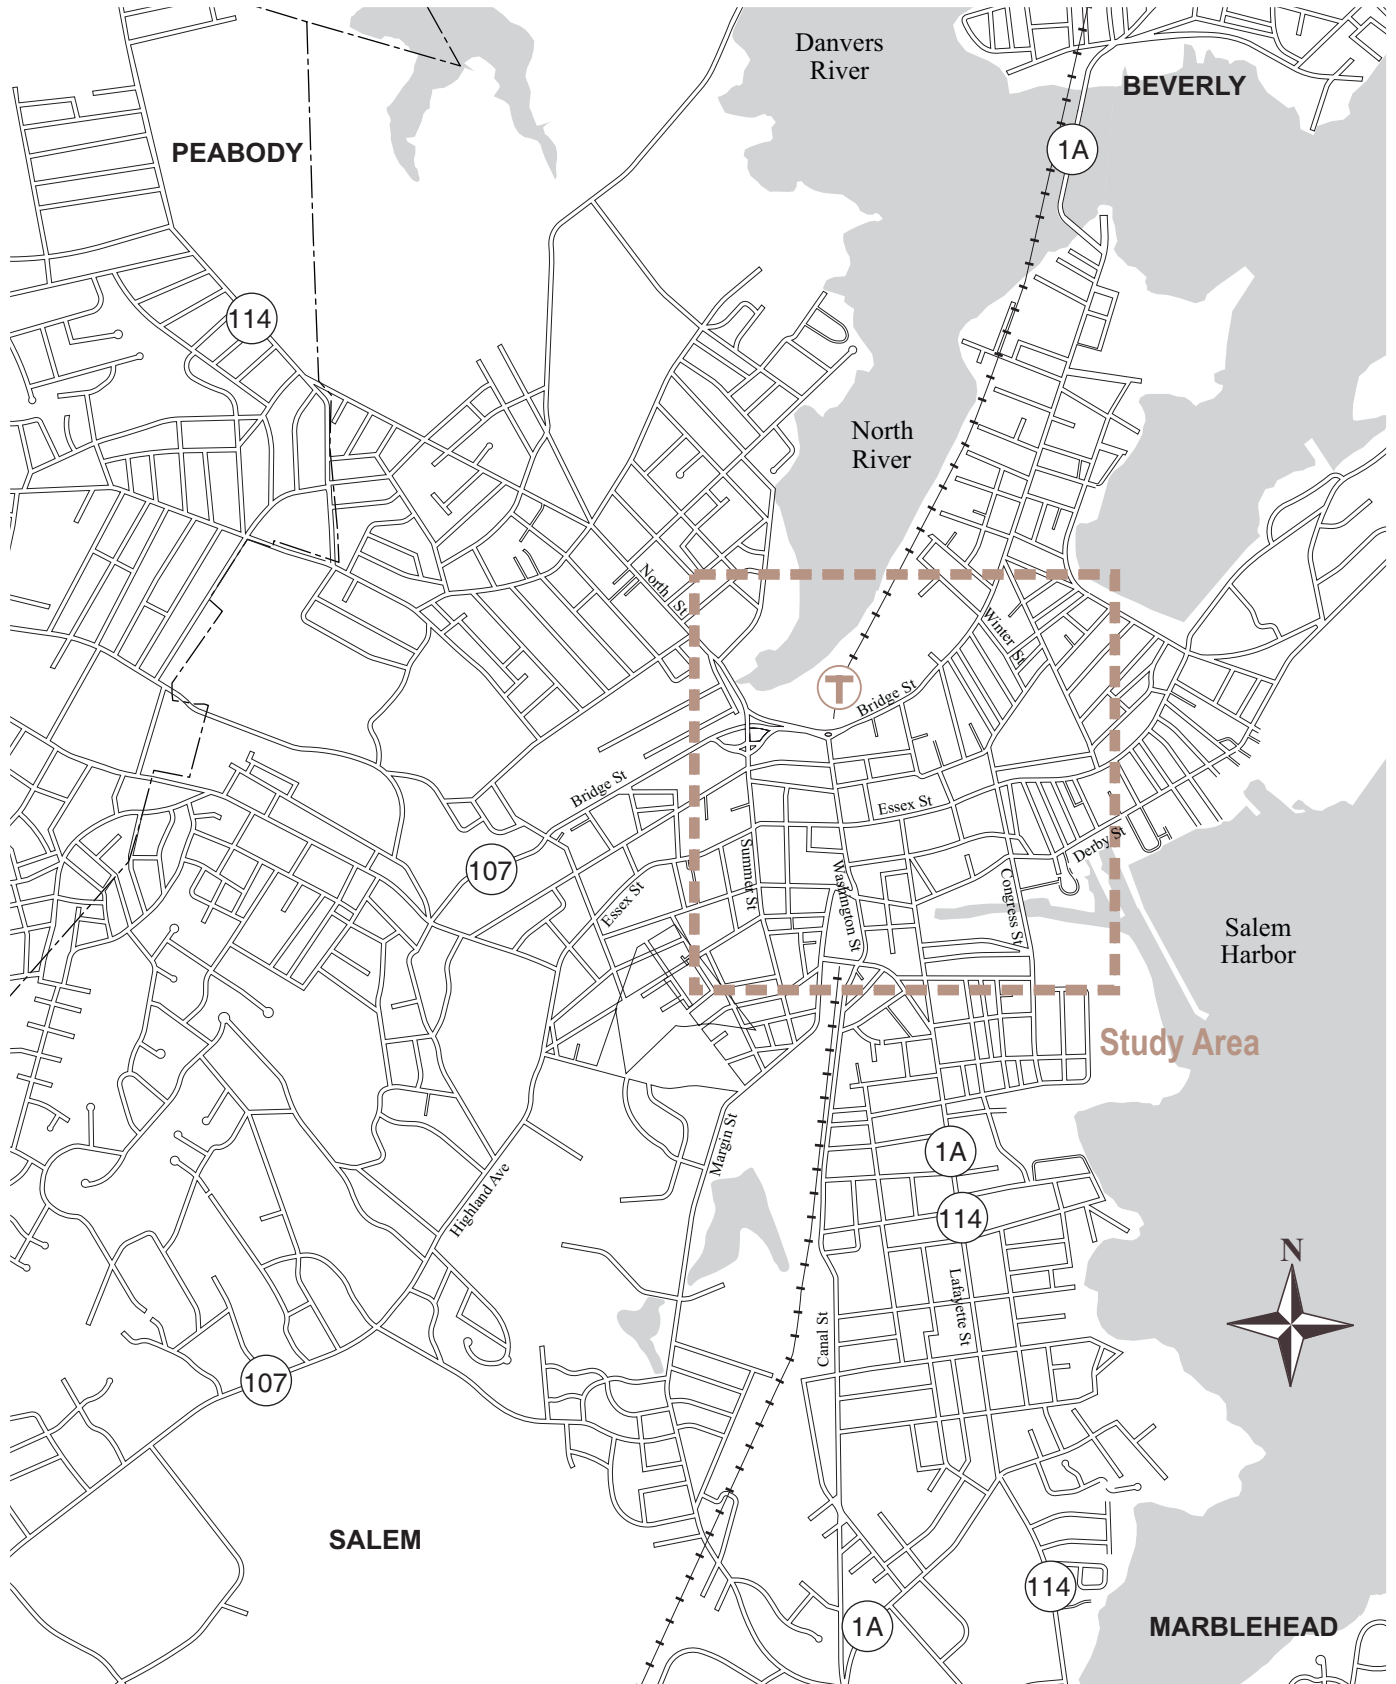 Danvers
River
BEVERLY
1A
PEABODY
114
North
River
North St
Winter St
T
Bridge St
Bridge St
Essex St
Derby St
107
Summer St
Washington St
Congress St
Essex St
Salem
Harbor
Study Area
Margin St
1A
Highland Ave
114
N
Lafayette St
Canal St
107
SALEM
114
1A
MARBLEHEAD